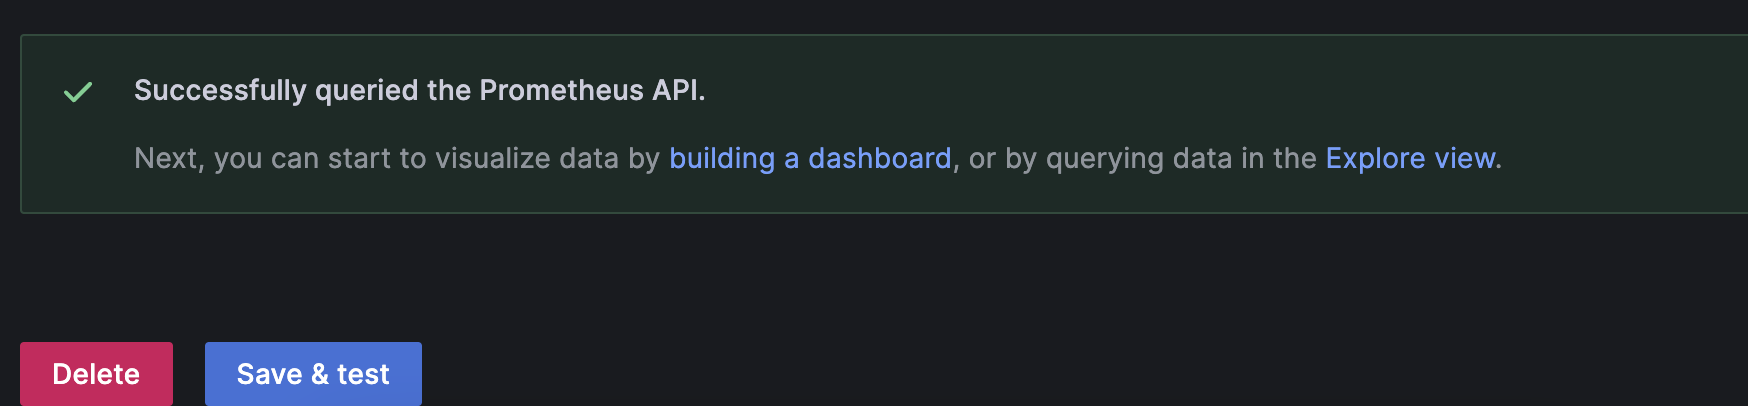 Successfully queried the Prometheus API.
Next, you can start to visualize data by building a dashboard, or by querying data in the Explore view.
Delete
Save & test